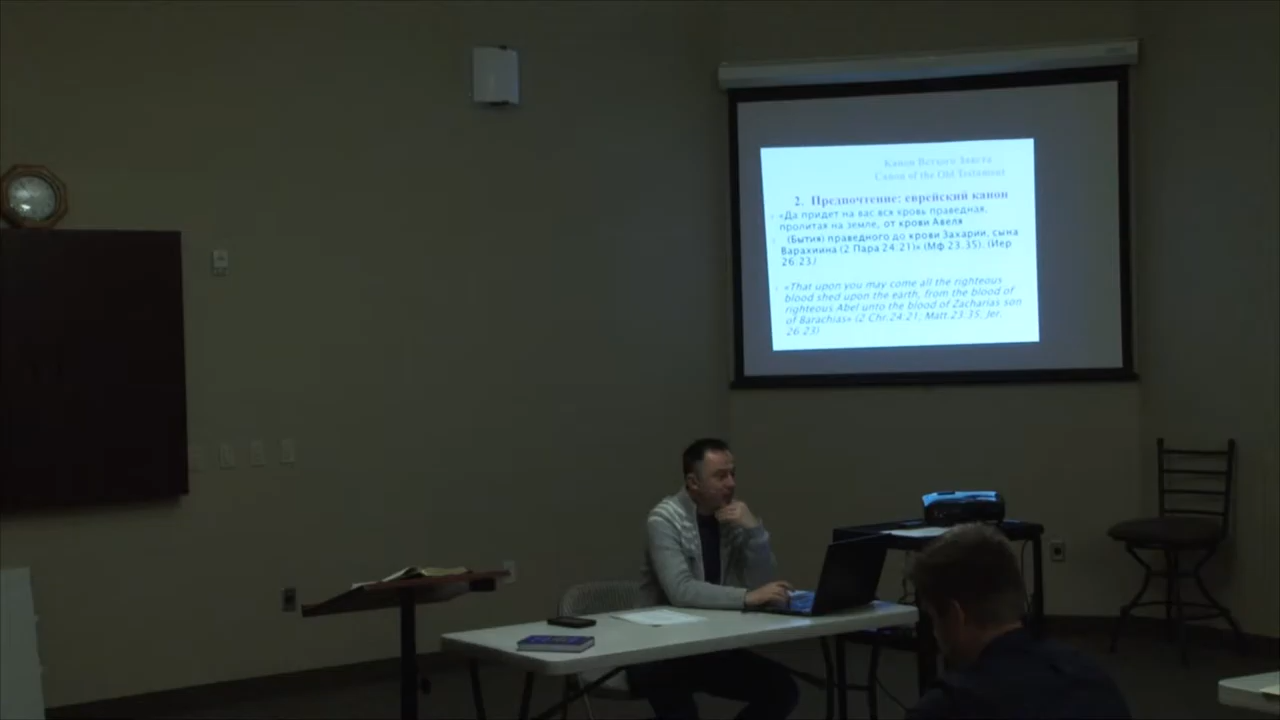 Канон Ветхого Завета
Canon of the Old Testament
2. Предпочтение: еврейский канон
«Да придет на вас вся кровь праведная,
пролитая на земле, от крови Авеля
(Бытия) праведного до крови Захарии, сына
Варахиина (2 Пара 24:21)» (Мф 23.35). (Иер
26:23)
«That upon you may come all the righteous
blood shed upon the earth, from the blood of
righteous Abel unto the blood of Zacharias son
of Barachias» (2 Chr.24:21; Matt.23:35; Jer.
26:23)